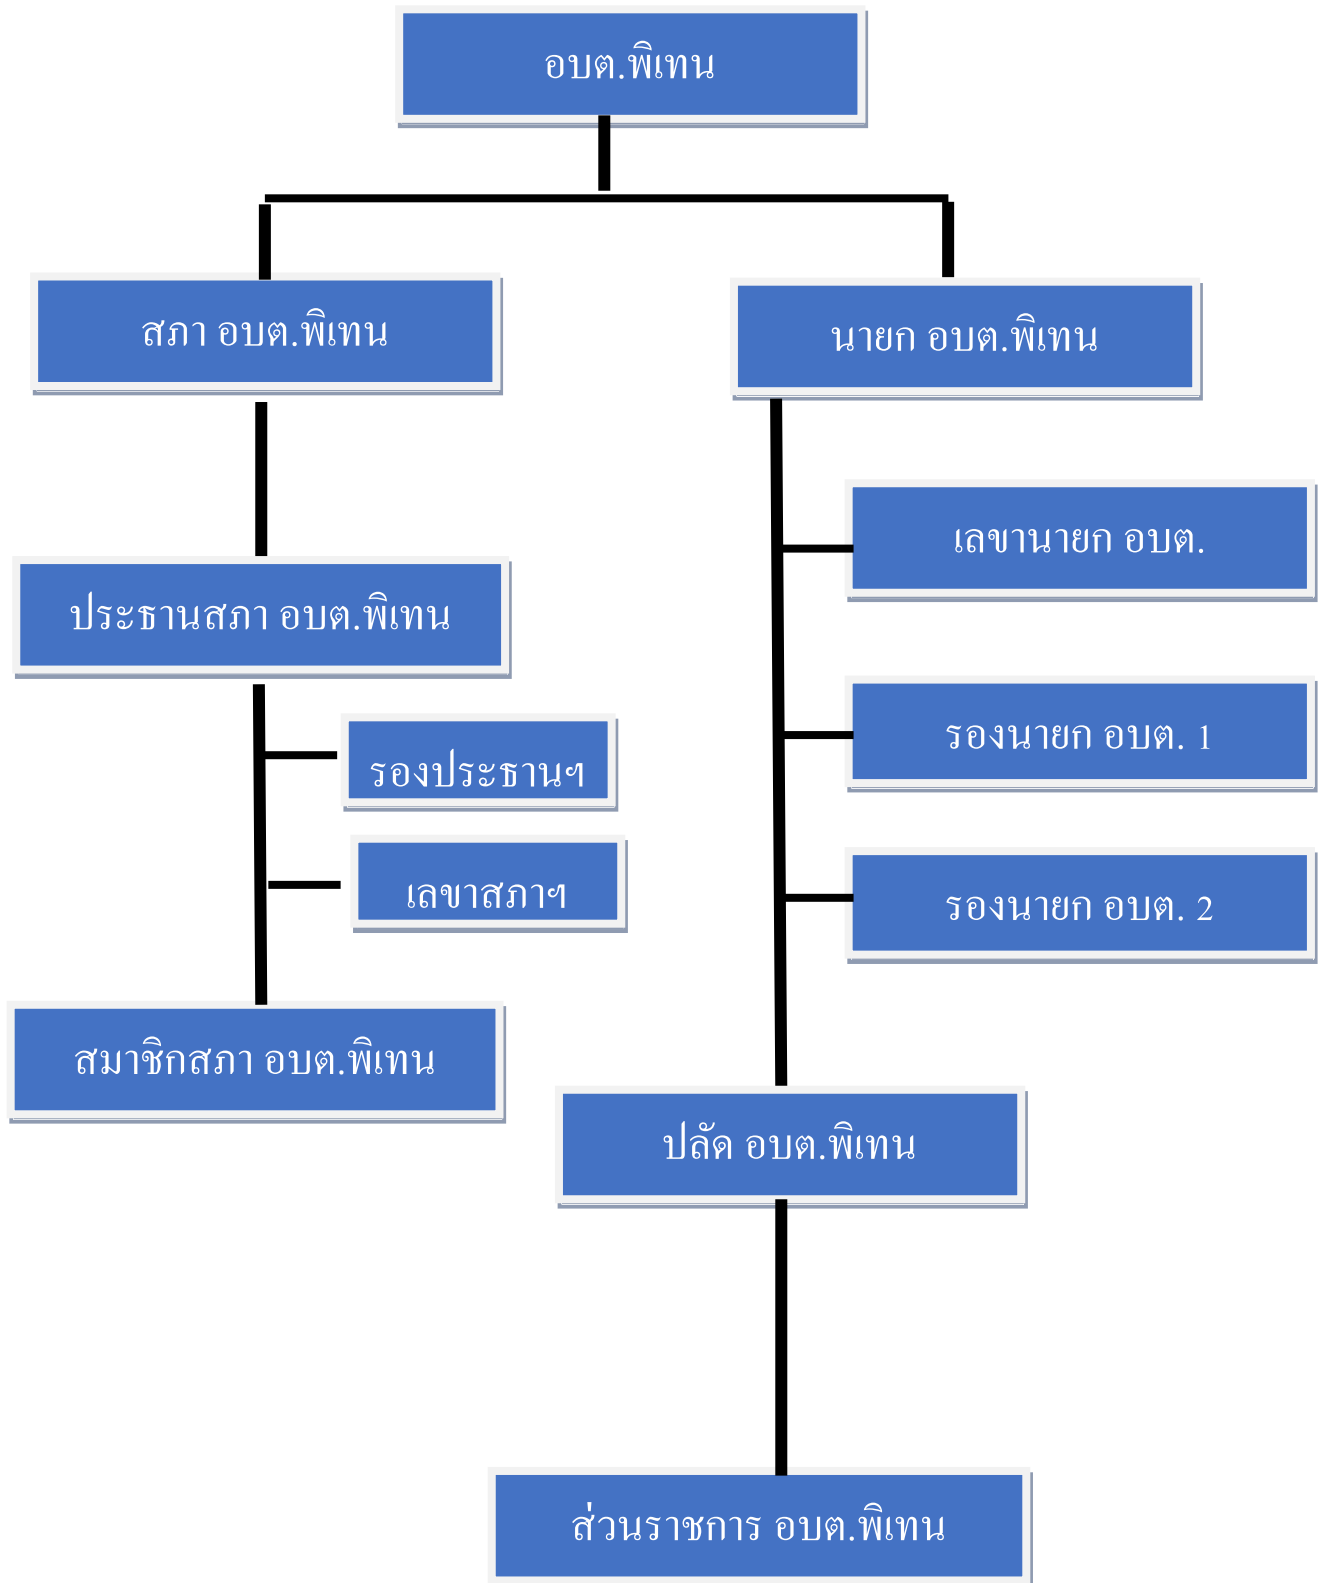 อบต.พิเทน
สภา อบต.พิเทน
นายก อบต.พิเทน
เลขานายก อบต.
ประธานสภา อบต.พิเทน
รองนายก อบต. 1
รองประธานฯ
เลขาสภาฯ
รองนายก อบต. 2
สมาชิกสภา อบต.พิเทน
ปลัด อบต.พิเทน
ส่วนราชการ อบต.พิเทน